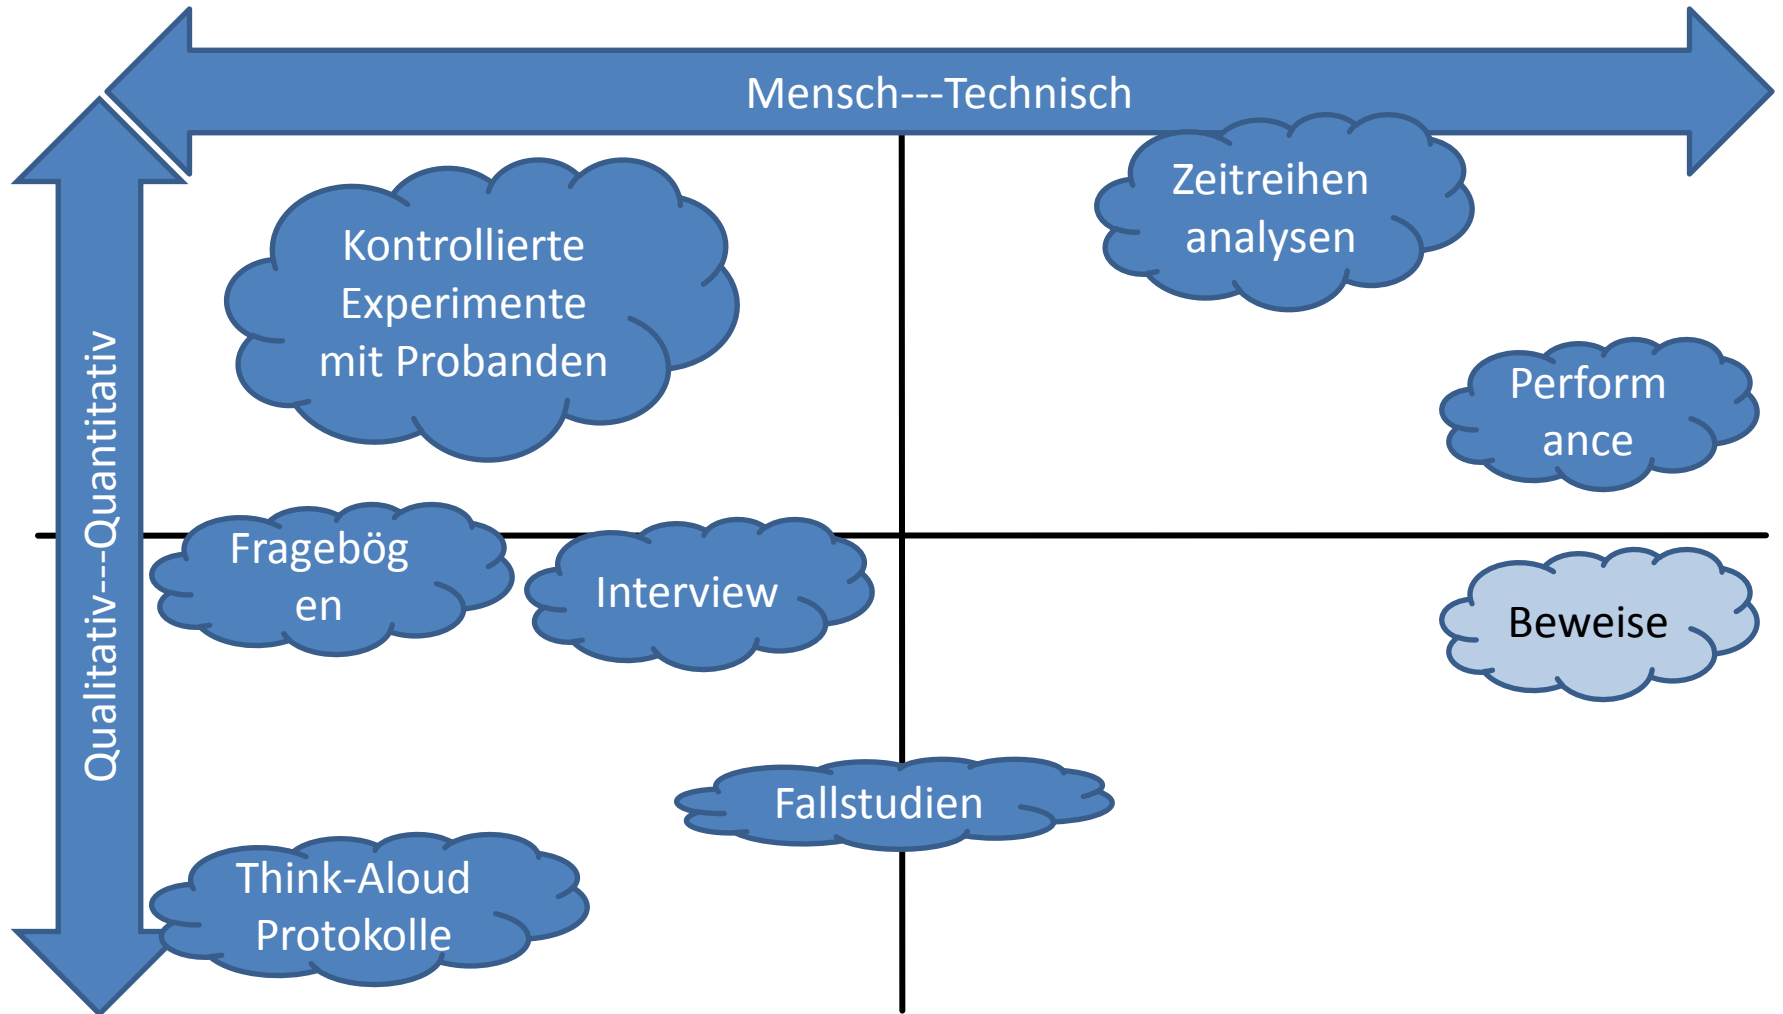 Mensch---Technisch
Qualitativ----Quantitativ
Kontrollierte
Experimente
mit Probanden
Zeitreihen
analysen
Perform
ance
Fragebög
en
Interview
Beweise
Fallstudien
Think-Aloud
Protokolle